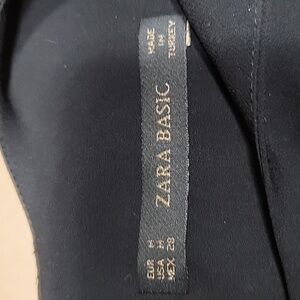 MADE
IN
TURKEY
ZARA BASIC
EUR M
USA M
MEX 28